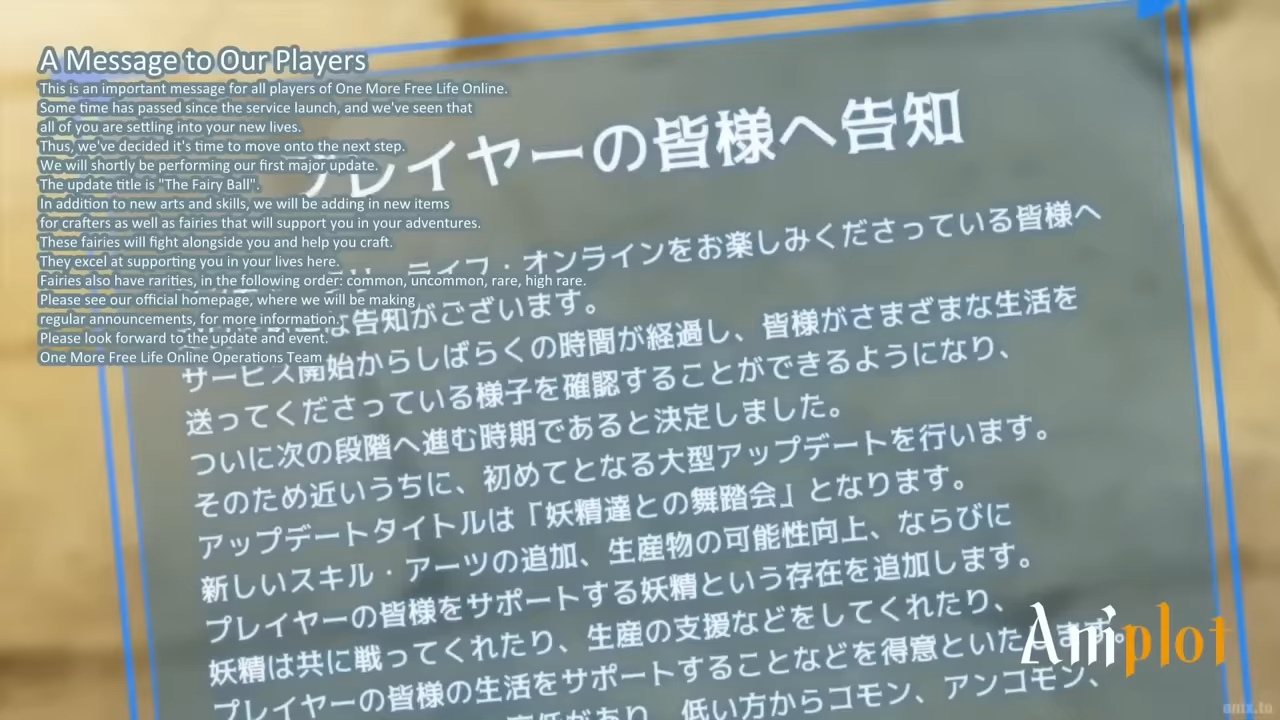 A Message to Our Players
This is an important message for all players of One More Free Life Online.
Some time has passed since the service launch, and we've seen that
all of you are settling into your new lives.
Thus, we've decided it's time to move onto the next step.
We will shortly be performing our first major update.
The update title is "The Fairy Ball".
In addition to new arts and skills, we will be adding in new items
for crafters as well as fairies that will support you in your adventures.
These fairies will fight alongside you and help you craft.
They excel at supporting you in your lives here.
Fairies also have rarities, in the following order: common, uncommon, rare, high rare.
Please see our official homepage, where we will be making
regular announcements, for more information.
Please look forward to the update and event.
One More Free Life Online Operations Team
プレイヤーの皆様へ告知
ライフ・オンラインをお楽しみくださっている皆様へ
は告知がございます。
サービス開始からしばらくの時間が経過し、皆様がさまざまな生活を
送ってくださっている様子を確認することができるようになり、
ついに次の段階へ進む時期であると決定しました。
そのため近いうちに、初めてとなる大型アップデートを行います。
アップデートタイトルは「妖精達との舞踏会」となります。
新しいスキル・アーツの追加、生産物の可能性向上、ならびに
プレイヤーの皆様をサポートする妖精という存在を追加します。
妖精は共に戦ってくれたり、生産の支援などをしてくれたり、
プレイヤーの皆様の生活をサポートすることなどを得意といたします
低い方からコモン、アンコモン、
Aniplot